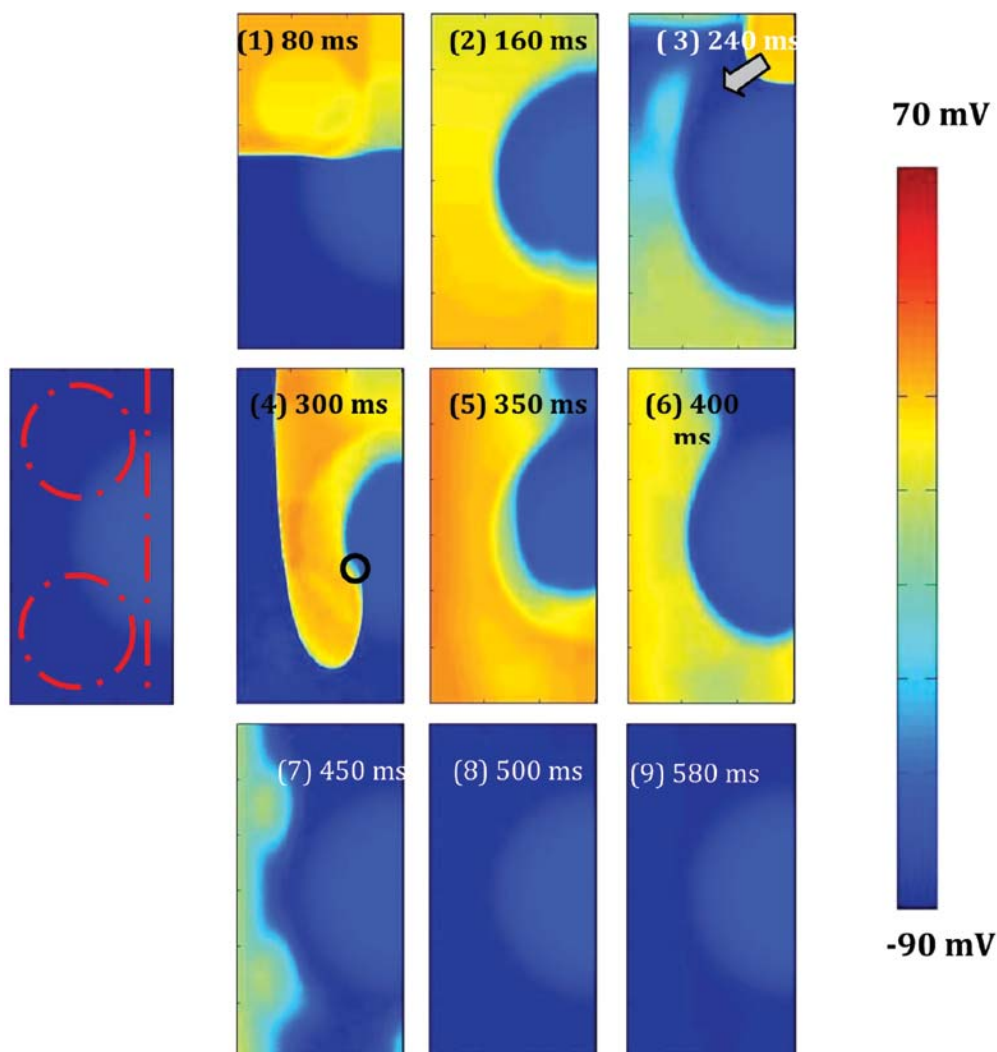 (1) 80 ms
(2) 160 ms
(3) 240 ms
70 mV
(4) 300 ms
(5) 350 ms
(6) 400
ms
(7) 450 ms
(8) 500 ms
(9) 580 ms
-90 mV